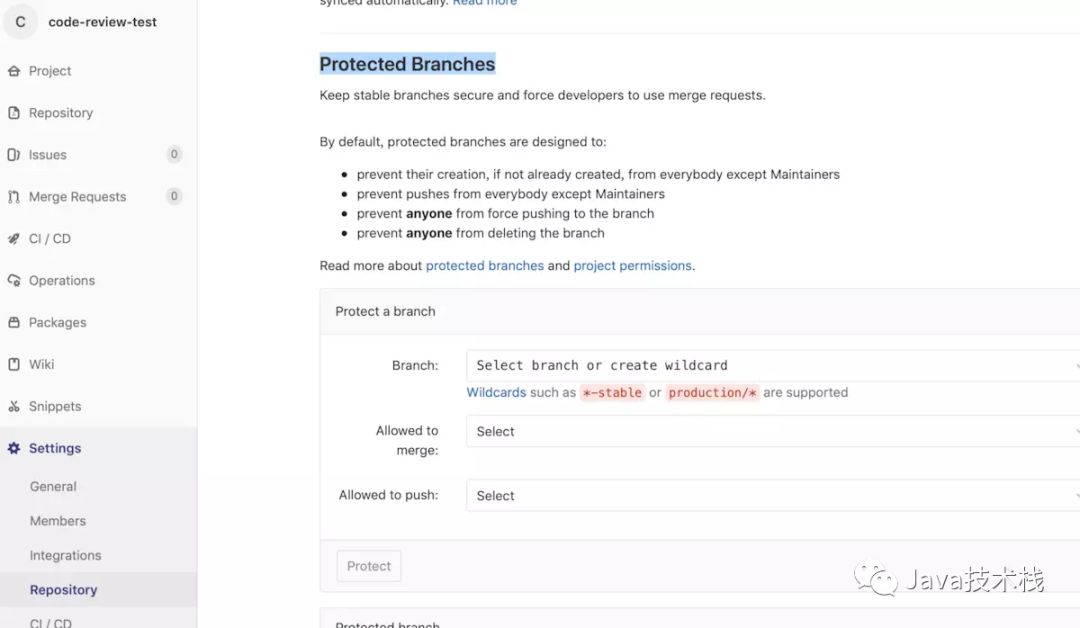 C code-review-test
Project
Repository
Issues 0
Merge Requests 0
CI / CD
Operations
Packages
Wiki
Snippets
Settings
General
Members
Integrations
Repository
CI / CD
synced automatically. Read more
Protected Branches
Keep stable branches secure and force developers to use merge requests.
By default, protected branches are designed to:
• prevent their creation, if not already created, from everybody except Maintainers
• prevent pushes from everybody except Maintainers
• prevent anyone from force pushing to the branch
• prevent anyone from deleting the branch
Read more about protected branches and project permissions.
Protect a branch
Branch: Select branch or create wildcard
Wildcards such as *-stable or production/* are supported
Allowed to
merge: Select
Allowed to push: Select
Protect
Java技术栈
Protected branch